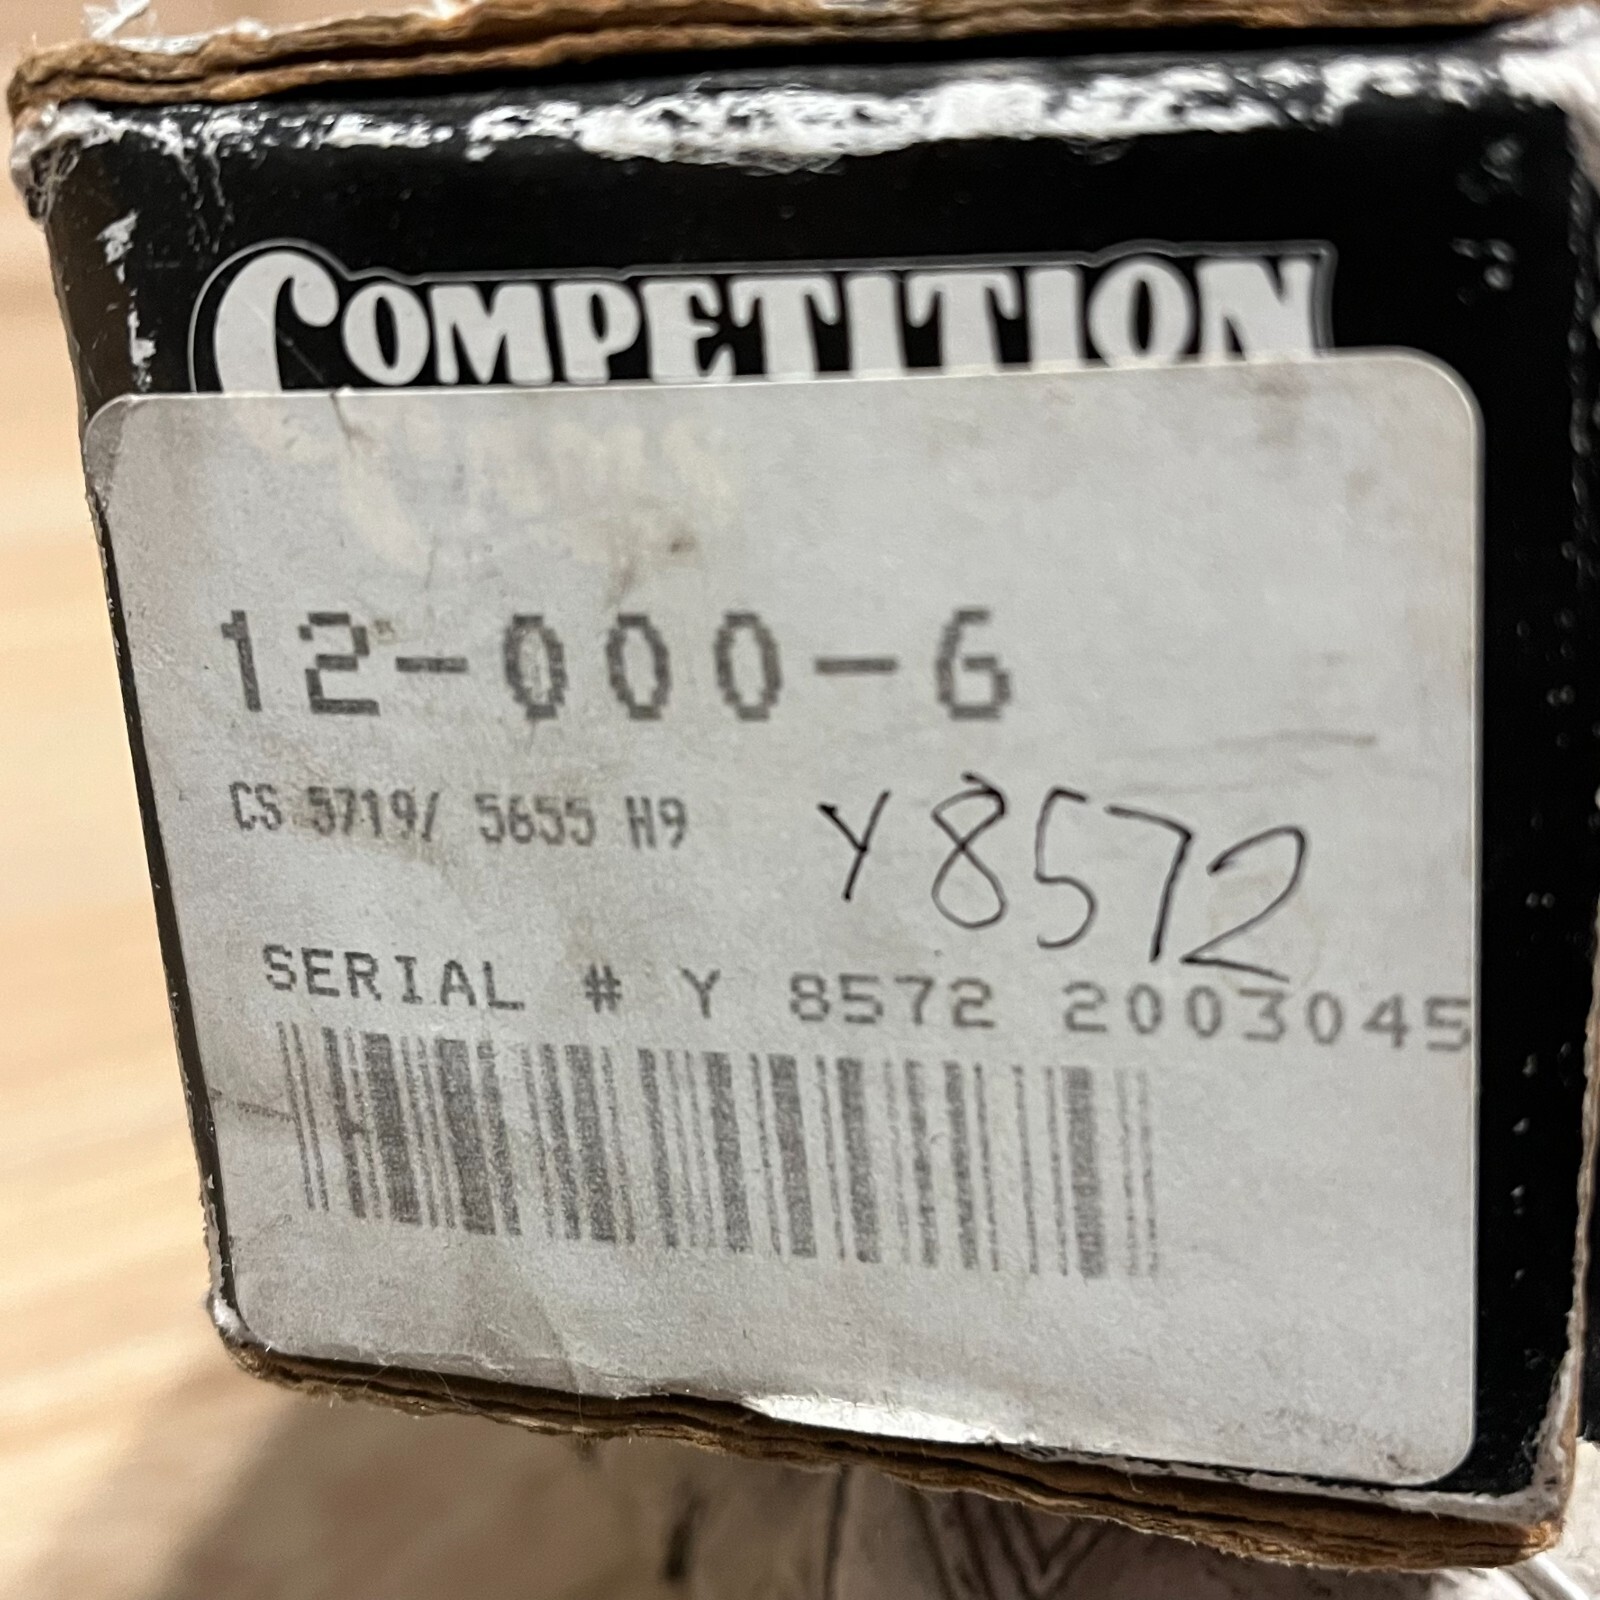 COMPETITION
12-000-6
CS 5719/ 5655 H9
Y8572
SERIAL # Y 8572 2003045